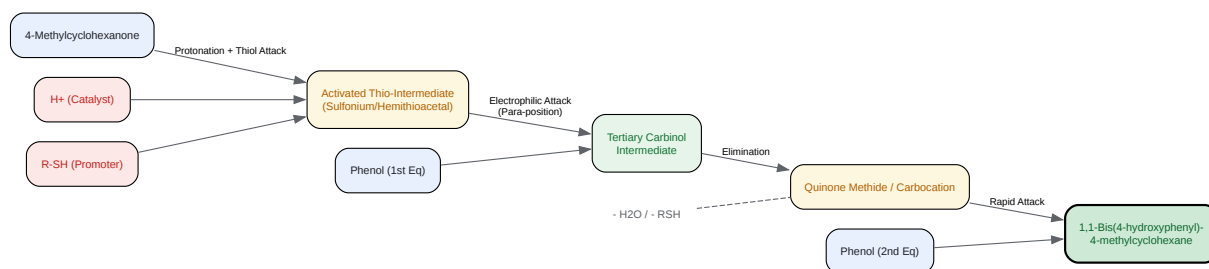 4-Methylcyclohexanone
Protonation + Thiol Attack
H+ (Catalyst)
R-SH (Promoter)
Activated Thio-Intermediate
(Sulfonium/Hemithioacetal)
Electrophilic Attack
(Para-position)
Phenol (1st Eq)
Tertiary Carbinol
Intermediate
Elimination
- H2O / - RSH
Quinone Methide / Carbocation
Rapid Attack
Phenol (2nd Eq)
1,1-Bis(4-hydroxyphenyl)-
4-methylcyclohexane